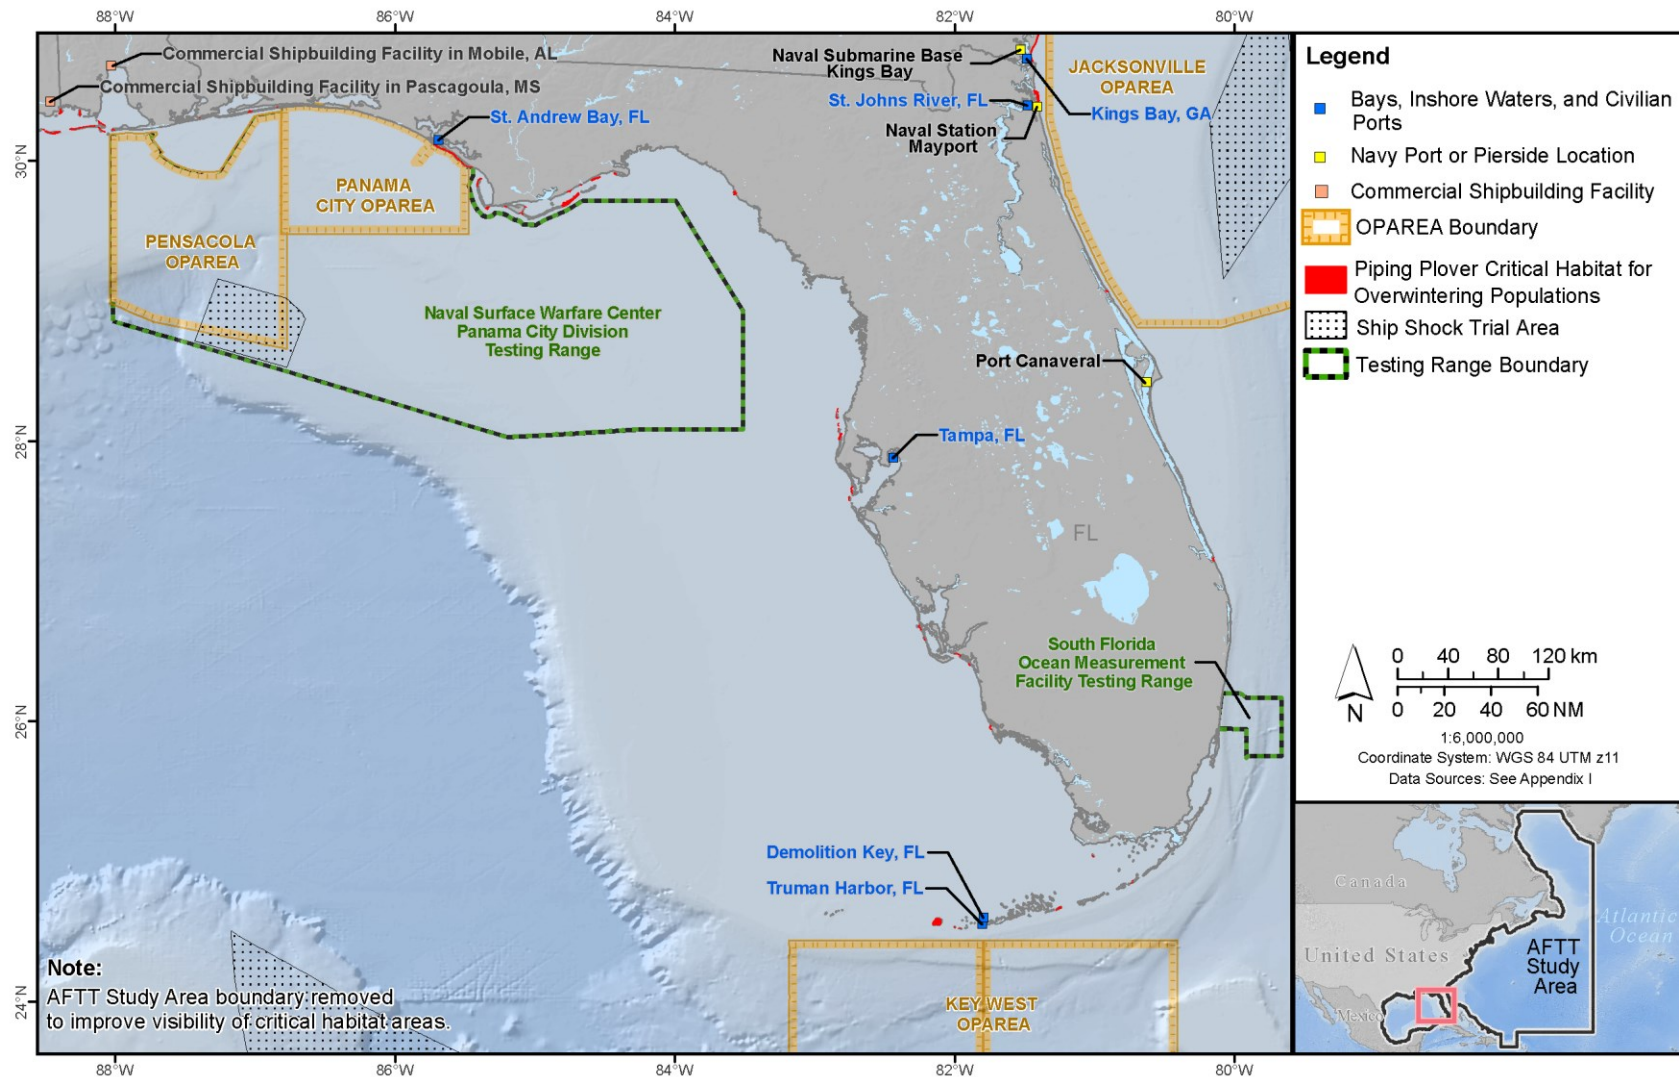 88°W
86°W
84°W
82°W
80°W
Commercial Shipbuilding Facility in Mobile, AL
Commercial Shipbuilding Facility in Pascagoula, MS
St. Andrew Bay, FL
Naval Submarine Base
Kings Bay
St. Johns River, FL
Naval Station
Mayport
JACKSONVILLE
OPAREA
Kings Bay, GA
30°N
PANAMA
CITY OPAREA
PENSACOLA
OPAREA
Naval Surface Warfare Center
Panama City Division
Testing Range
Port Canaveral
28°N
Tampa, FL
FL
South Florida
Ocean Measurement
Facility Testing Range
26°N
Demolition Key, FL
Truman Harbor, FL
24°N
KEY WEST
OPAREA
Note:
AFTT Study Area boundary removed
to improve visibility of critical habitat areas.
88°W
86°W
84°W
82°W
80°W
Legend
Bays, Inshore Waters, and Civilian
Ports
Navy Port or Pierside Location
Commercial Shipbuilding Facility
OPAREA Boundary
Piping Plover Critical Habitat for
Overwintering Populations
Ship Shock Trial Area
Testing Range Boundary
N
0 40 80 120 km
0 20 40 60 NM
1:6,000,000
Coordinate System: WGS 84 UTM z11
Data Sources: See Appendix I
Canada
United States
Mexico
Atlantic
Ocean
AFTT
Study
Area